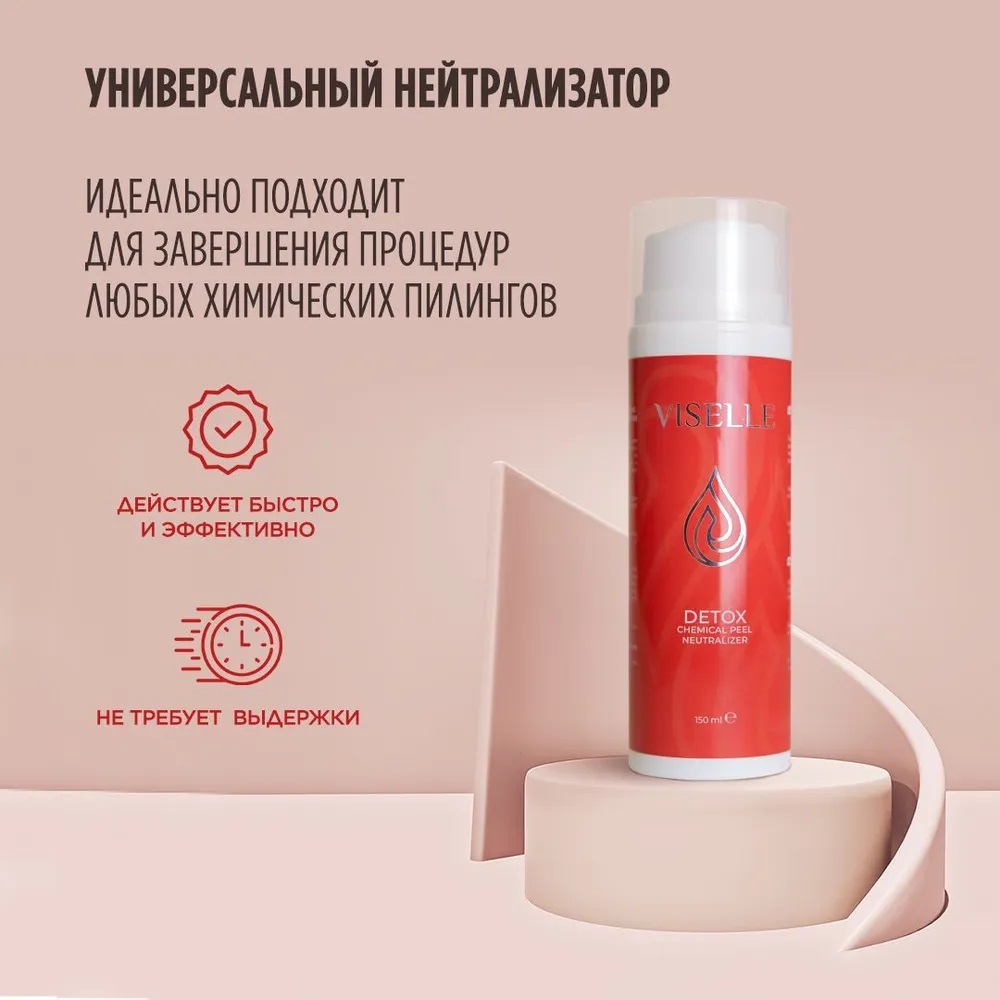 УНИВЕРСАЛЬНЫЙ НЕЙТРАЛИЗАТОР
ИДЕАЛЬНО ПОДХОДИТ
ДЛЯ ЗАВЕРШЕНИЯ ПРОЦЕДУР
ЛЮБЫХ ХИМИЧЕСКИХ ПИЛИНГОВ
ДЕЙСТВУЕТ БЫСТРО
И ЭФФЕКТИВНО
НЕ ТРЕБУЕТ ВЫДЕРЖКИ
VISELLE
DETOX
CHEMICAL PEEL
NEUTRALIZER
150 ml ℮